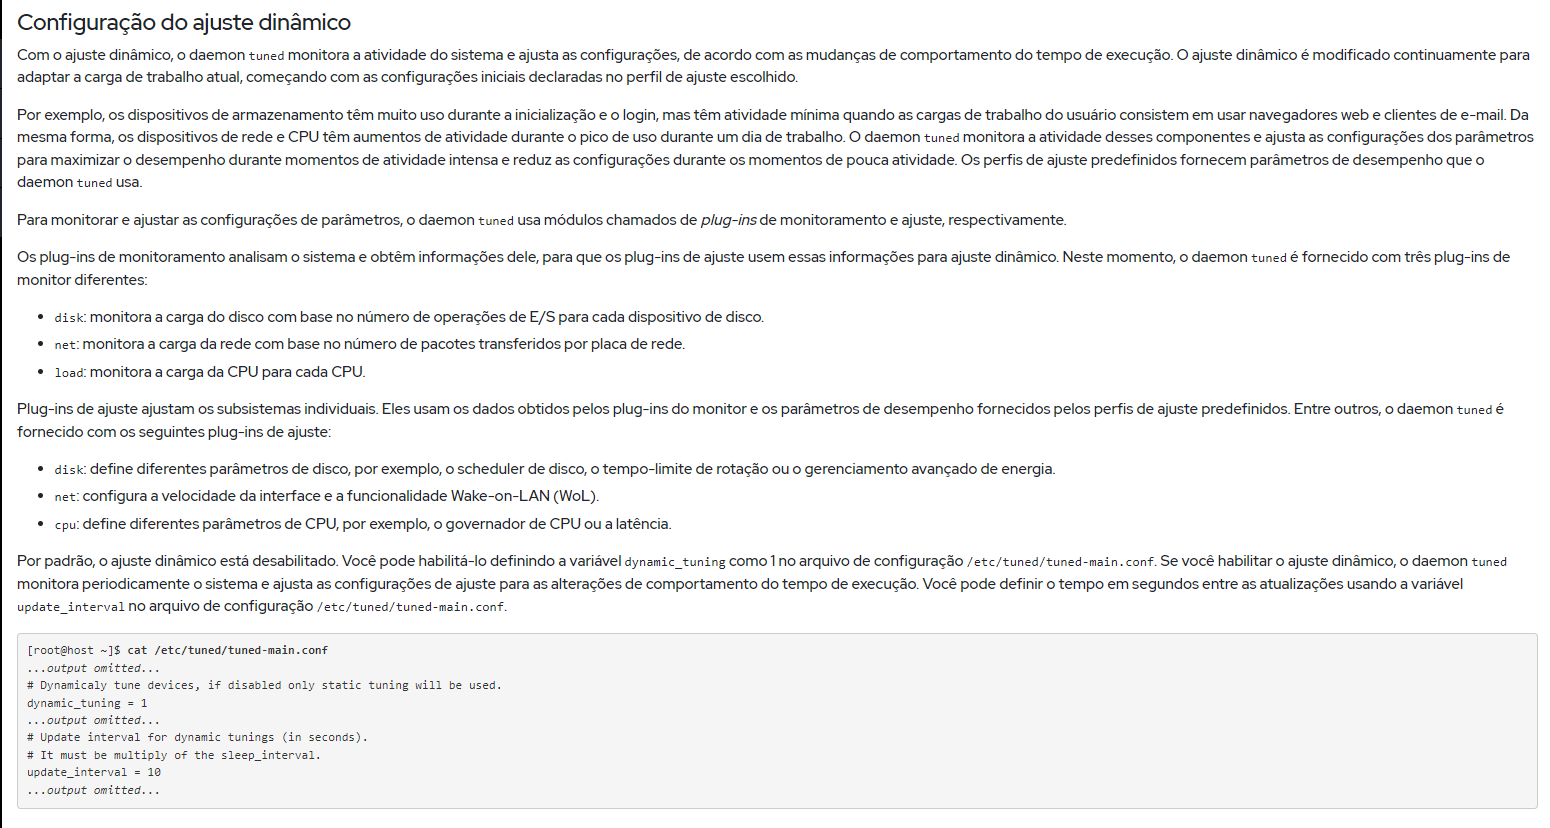 Configuração do ajuste dinâmico
Com o ajuste dinâmico, o daemon tuned monitora a atividade do sistema e ajusta as configurações, de acordo com as mudanças de comportamento do tempo de execução. O ajuste dinâmico é modificado continuamente para
adaptar a carga de trabalho atual, começando com as configurações iniciais declaradas no perfil de ajuste escolhido.
Por exemplo, os dispositivos de armazenamento têm muito uso durante a inicialização e o login, mas têm atividade mínima quando as cargas de trabalho do usuário consistem em usar navegadores web e clientes de e-mail. Da
mesma forma, os dispositivos de rede e CPU têm aumentos de atividade durante o pico de uso durante um dia de trabalho. O daemon tuned monitora a atividade desses componentes e ajusta as configurações dos parâmetros
para maximizar o desempenho durante momentos de atividade intensa e reduz as configurações durante os momentos de pouca atividade. Os perfis de ajuste predefinidos fornecem parâmetros de desempenho que o
daemon tuned usa.
Para monitorar e ajustar as configurações de parâmetros, o daemon tuned usa módulos chamados de plug-ins de monitoramento e ajuste, respectivamente.
Os plug-ins de monitoramento analisam o sistema e obtêm informações dele, para que os plug-ins de ajuste usem essas informações para ajuste dinâmico. Neste momento, o daemon tuned é fornecido com três plug-ins de
monitor diferentes:
• disk: monitora a carga do disco com base no número de operações de E/S para cada dispositivo de disco.
• net: monitora a carga da rede com base no número de pacotes transferidos por placa de rede.
• load: monitora a carga da CPU para cada CPU.
Plug-ins de ajuste ajustam os subsistemas individuais. Eles usam os dados obtidos pelos plug-ins do monitor e os parâmetros de desempenho fornecidos pelos perfis de ajuste predefinidos. Entre outros, o daemon tuned é
fornecido com os seguintes plug-ins de ajuste:
• disk: define diferentes parâmetros de disco, por exemplo, o scheduler de disco, o tempo-limite de rotação ou o gerenciamento avançado de energia.
• net: configura a velocidade da interface e a funcionalidade Wake-on-LAN (WoL).
• cpu: define diferentes parâmetros de CPU, por exemplo, o governador de CPU ou a latência.
Por padrão, o ajuste dinâmico está desabilitado. Você pode habilitá-lo definindo a variável dynamic_tuning como 1 no arquivo de configuração /etc/tuned/tuned-main.conf. Se você habilitar o ajuste dinâmico, o daemon tuned
monitora periodicamente o sistema e ajusta as configurações de ajuste para as alterações de comportamento do tempo de execução. Você pode definir o tempo em segundos entre as atualizações usando a variável
update_interval no arquivo de configuração /etc/tuned/tuned-main.conf.
[root@host ~]$ cat /etc/tuned/tuned-main.conf
...output omitted...
# Dynamicaly tune devices, if disabled only static tuning will be used.
dynamic_tuning = 1
...output omitted...
# Update interval for dynamic tunings (in seconds).
# It must be multiply of the sleep_interval.
update_interval = 10
...output omitted...